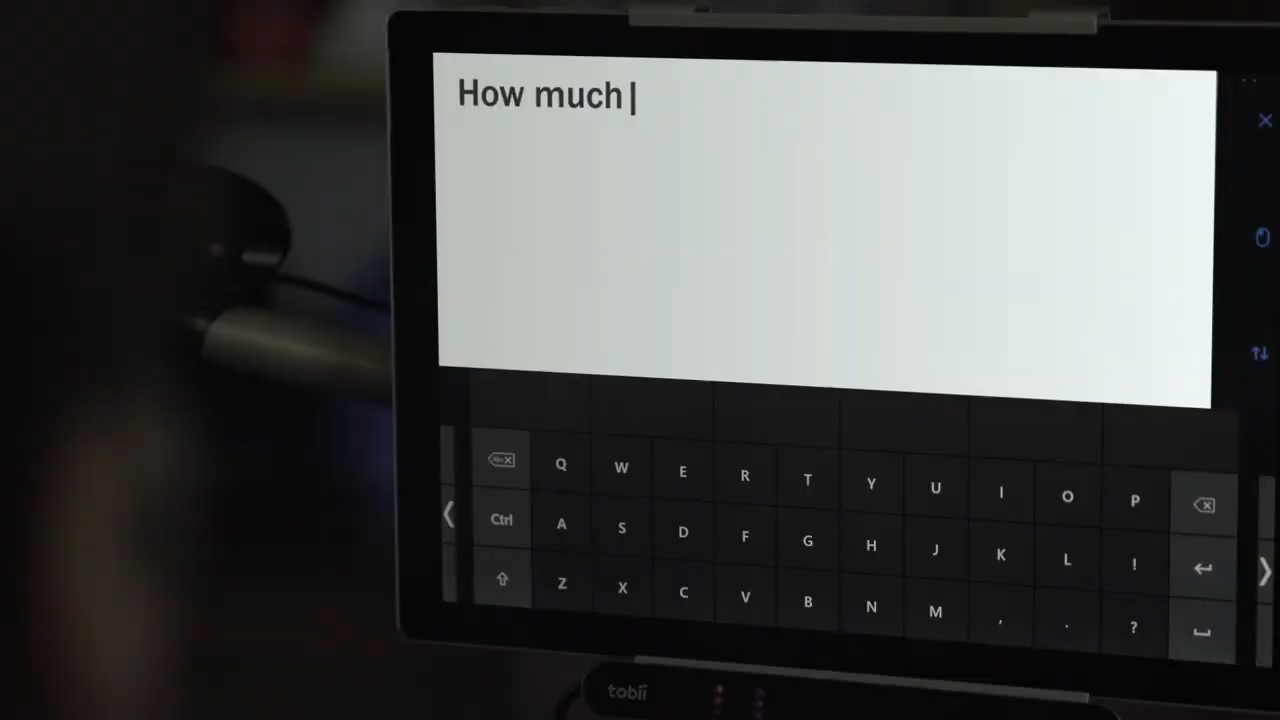 How much
Q W E R T Y U I O P
Ctrl A S D F G H J K L !
Z X C V B N M , . ?
tobii